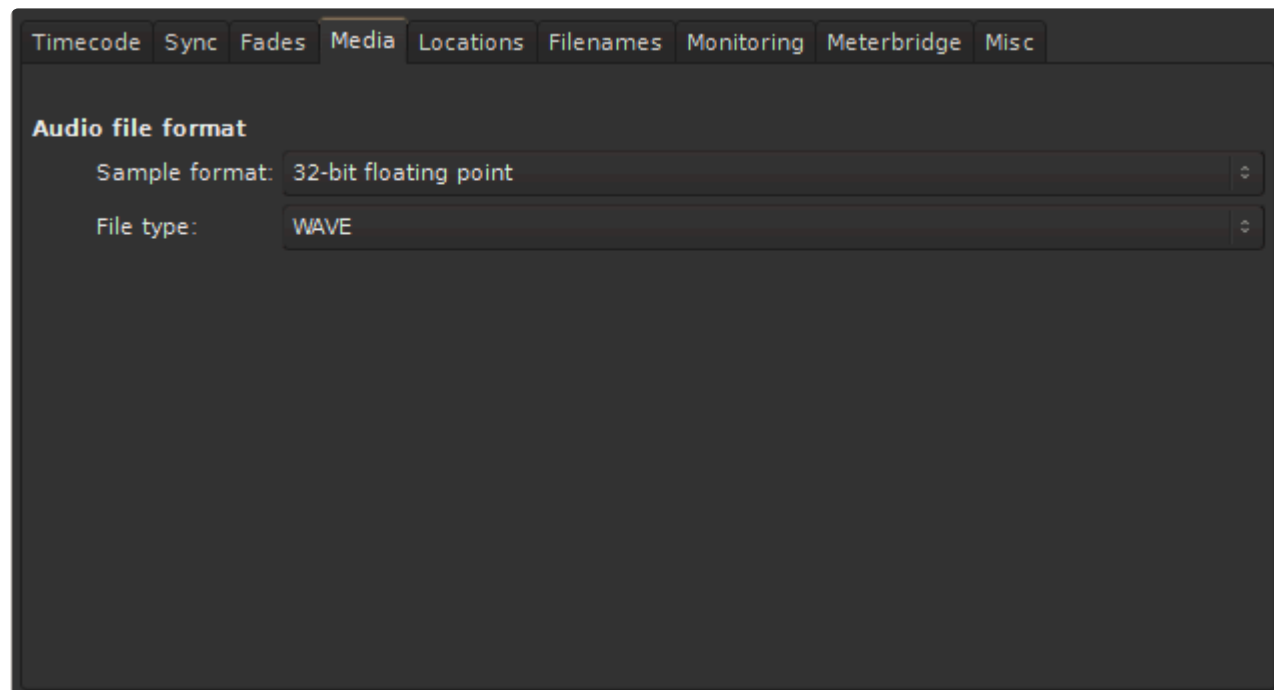 Timecode Sync Fades Media Locations Filenames Monitoring Meterbridge Misc
Audio file format
Sample format: 32-bit floating point
File type: WAVE